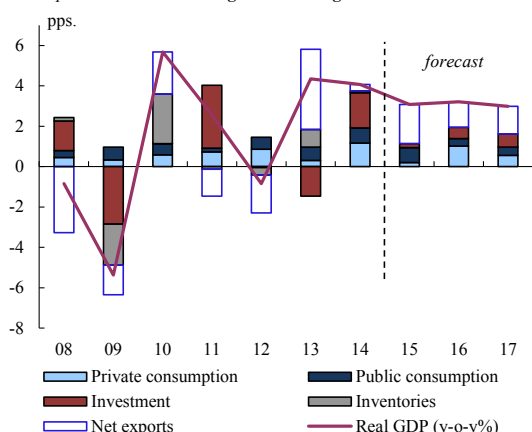 pps.
6
forecast
4
2
0
-2
-4
-6
-8
08 09 10 11 12 13 14 15 16 17
Private consumption Public consumption
Investment Inventories
Net exports Real GDP (y-o-y%)